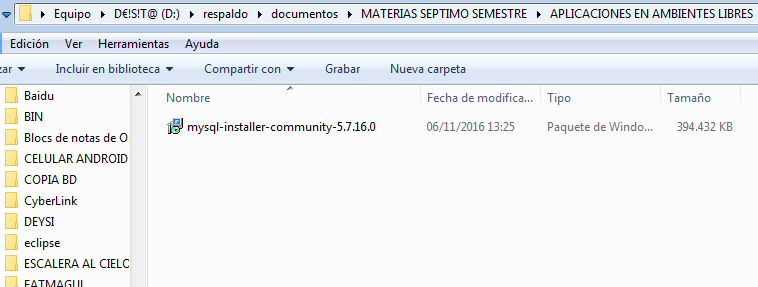 Equipo ▸ D€!S!T@ (D:) ▸ respaldo ▸ documentos ▸ MATERIAS SEPTIMO SEMESTRE ▸ APLICACIONES EN AMBIENTES LIBRES
Edición Ver Herramientas Ayuda
zar Incluir en biblioteca Compartir con Grabar Nueva carpeta
Nombre Fecha de modifica... Tipo Tamaño
Baidu
BIN
mysql-installer-community-5.7.16.0 06/11/2016 13:25 Paquete de Windo... 394.432 KB
Blocs de notas de O
CELULAR ANDROID
COPIA BD
CyberLink
DEYSI
eclipse
ESCALERA AL CIELO
FATMAGUL